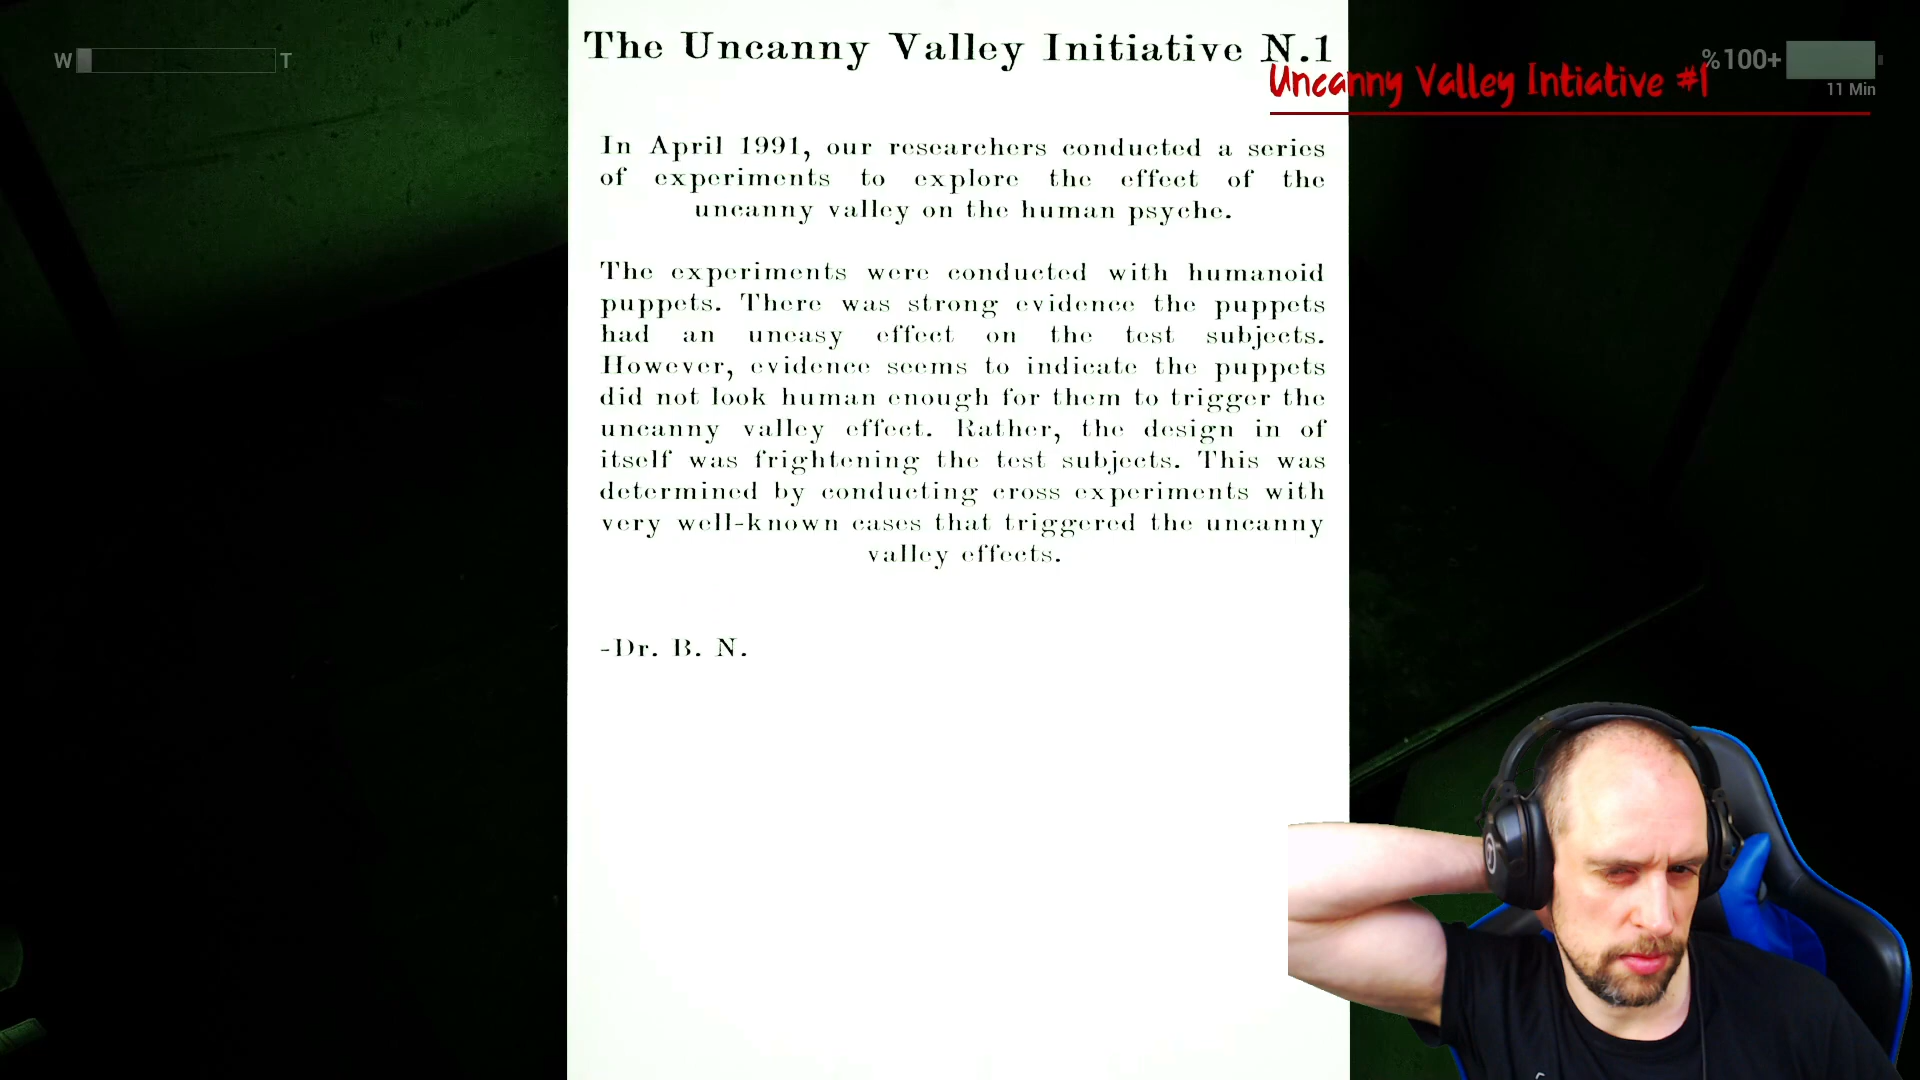 The Uncanny Valley Initiative N.1
W
T
%100+
11 Min
Uncanny Valley Intiative #1
In April 1991, our researchers conducted a series
of experiments to explore the effect of the
uncanny valley on the human psyche.
The experiments were conducted with humanoid
puppets. There was strong evidence the puppets
had an uneasy effect on the test subjects.
However, evidence seems to indicate the puppets
did not look human enough for them to trigger the
uncanny valley effect. Rather, the design in of
itself was frightening the test subjects. This was
determined by conducting cross experiments with
very well-known cases that triggered the uncanny
valley effects.
-Dr. B. N.